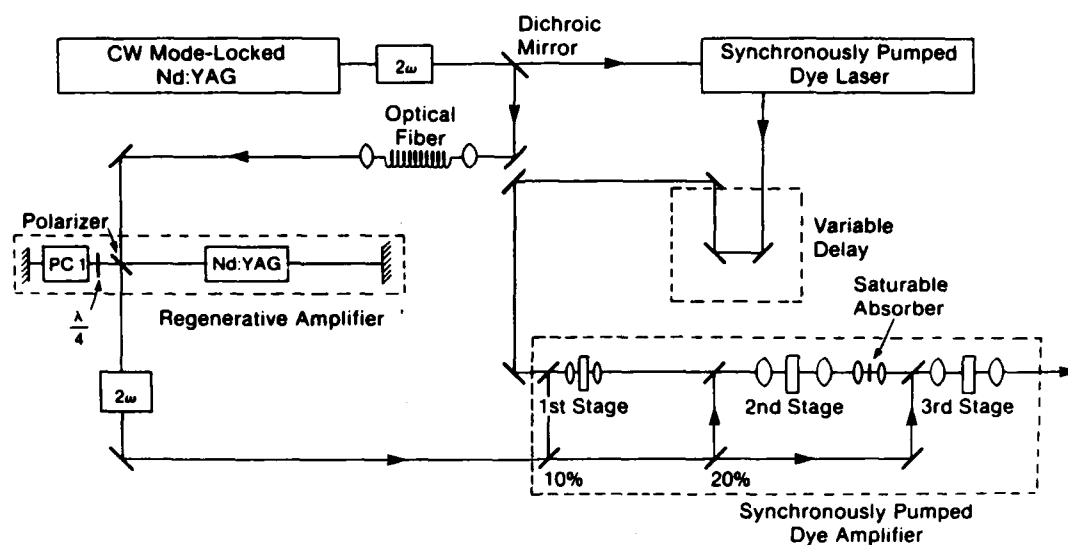 CW Mode-Locked
Nd:YAG
2ω
Dichroic
Mirror
Synchronously Pumped
Dye Laser
Optical
Fiber
Polarizer
PC 1
Nd:YAG
λ/4
Regenerative Amplifier
Variable
Delay
Saturable
Absorber
2ω
1st Stage
2nd Stage
3rd Stage
10%
20%
Synchronously Pumped
Dye Amplifier